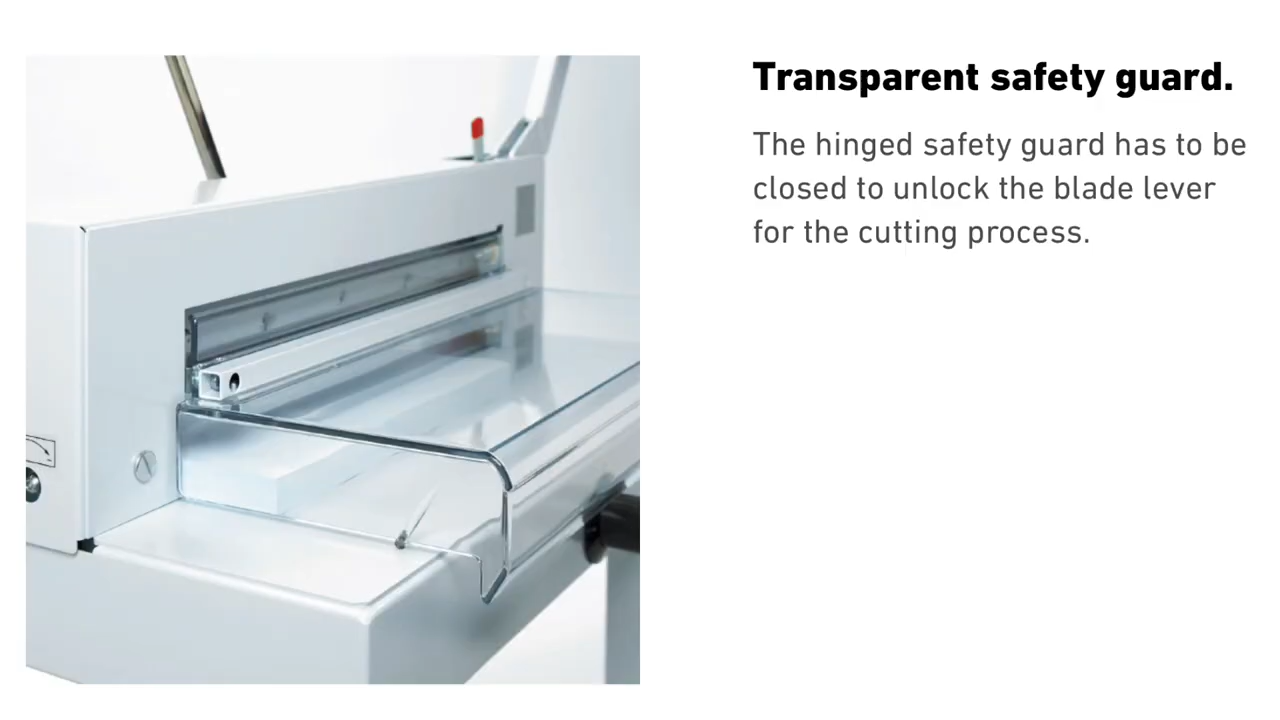 Transparent safety guard.
The hinged safety guard has to be
closed to unlock the blade lever
for the cutting process.